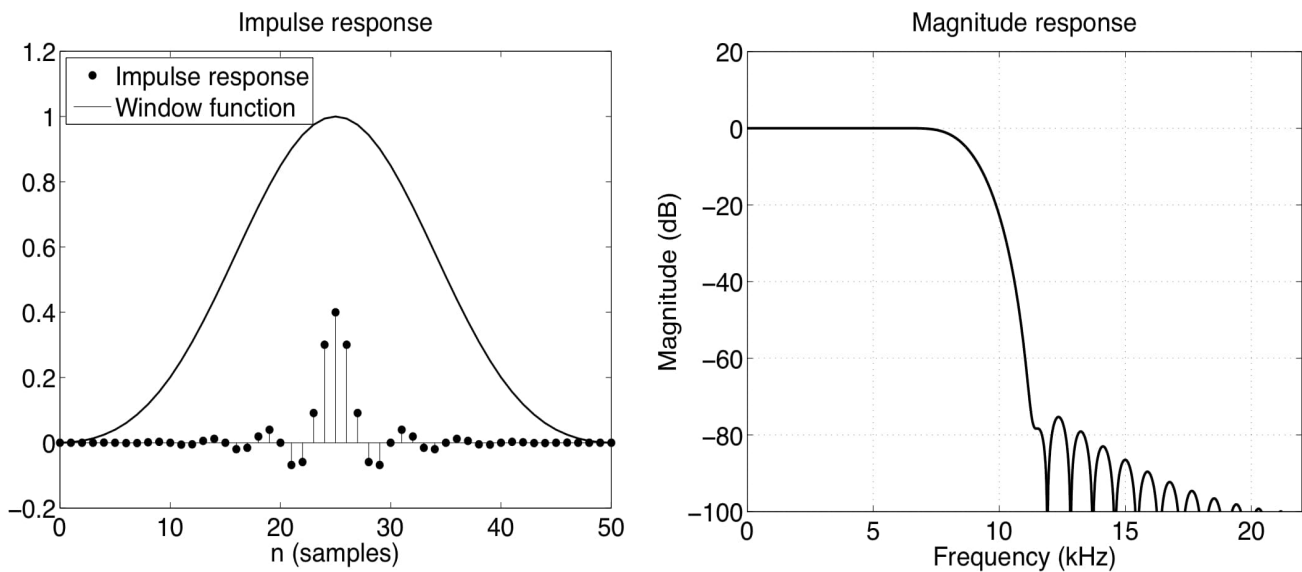 Impulse response
1.2
1
0.8
0.6
0.4
0.2
0
−0.2
Impulse response
Window function
0 10 20 30 40 50
n (samples)
Magnitude response
20
0
−20
−40
−60
−80
−100
Magnitude (dB)
0 5 10 15 20
Frequency (kHz)